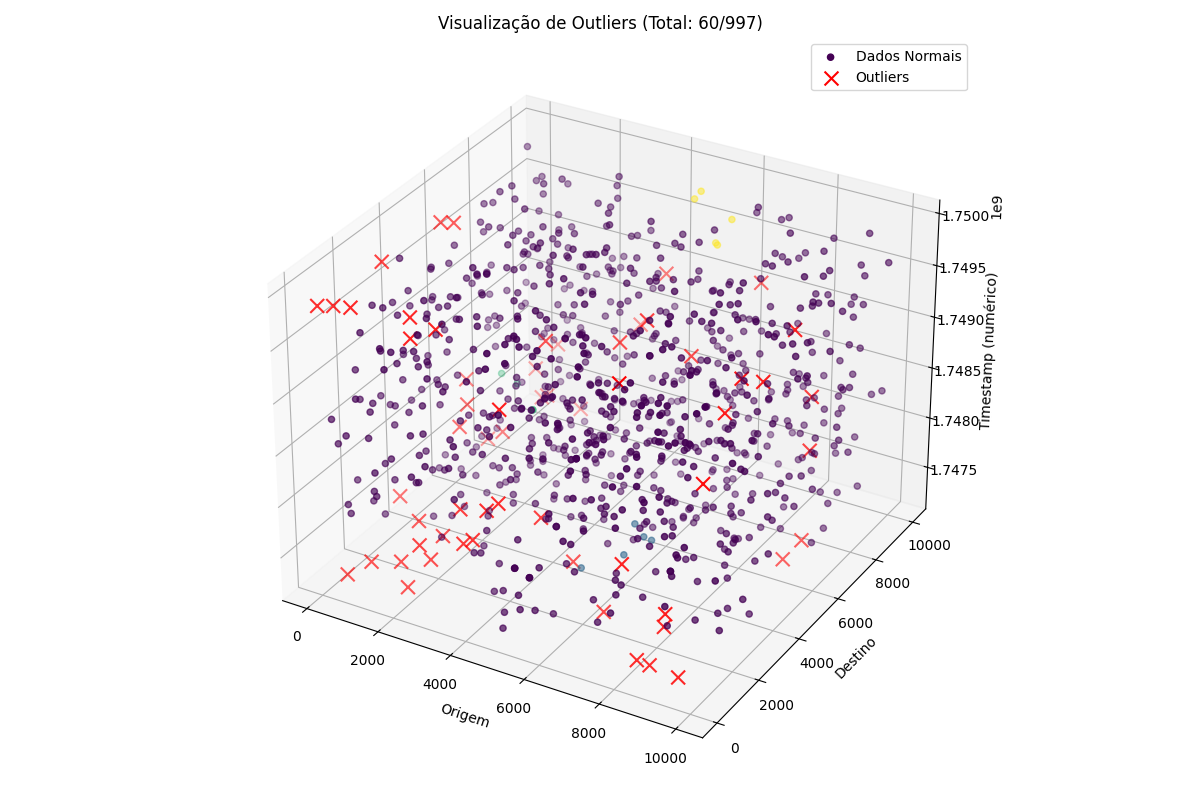 Visualização de Outliers (Total: 60/997)
Dados Normais
Outliers
1e9
1.7500
1.7495
1.7490
1.7485
1.7480
1.7475
Timestamp (numérico)
0
2000
4000
6000
8000
10000
Origem
0
2000
4000
6000
8000
10000
Destino